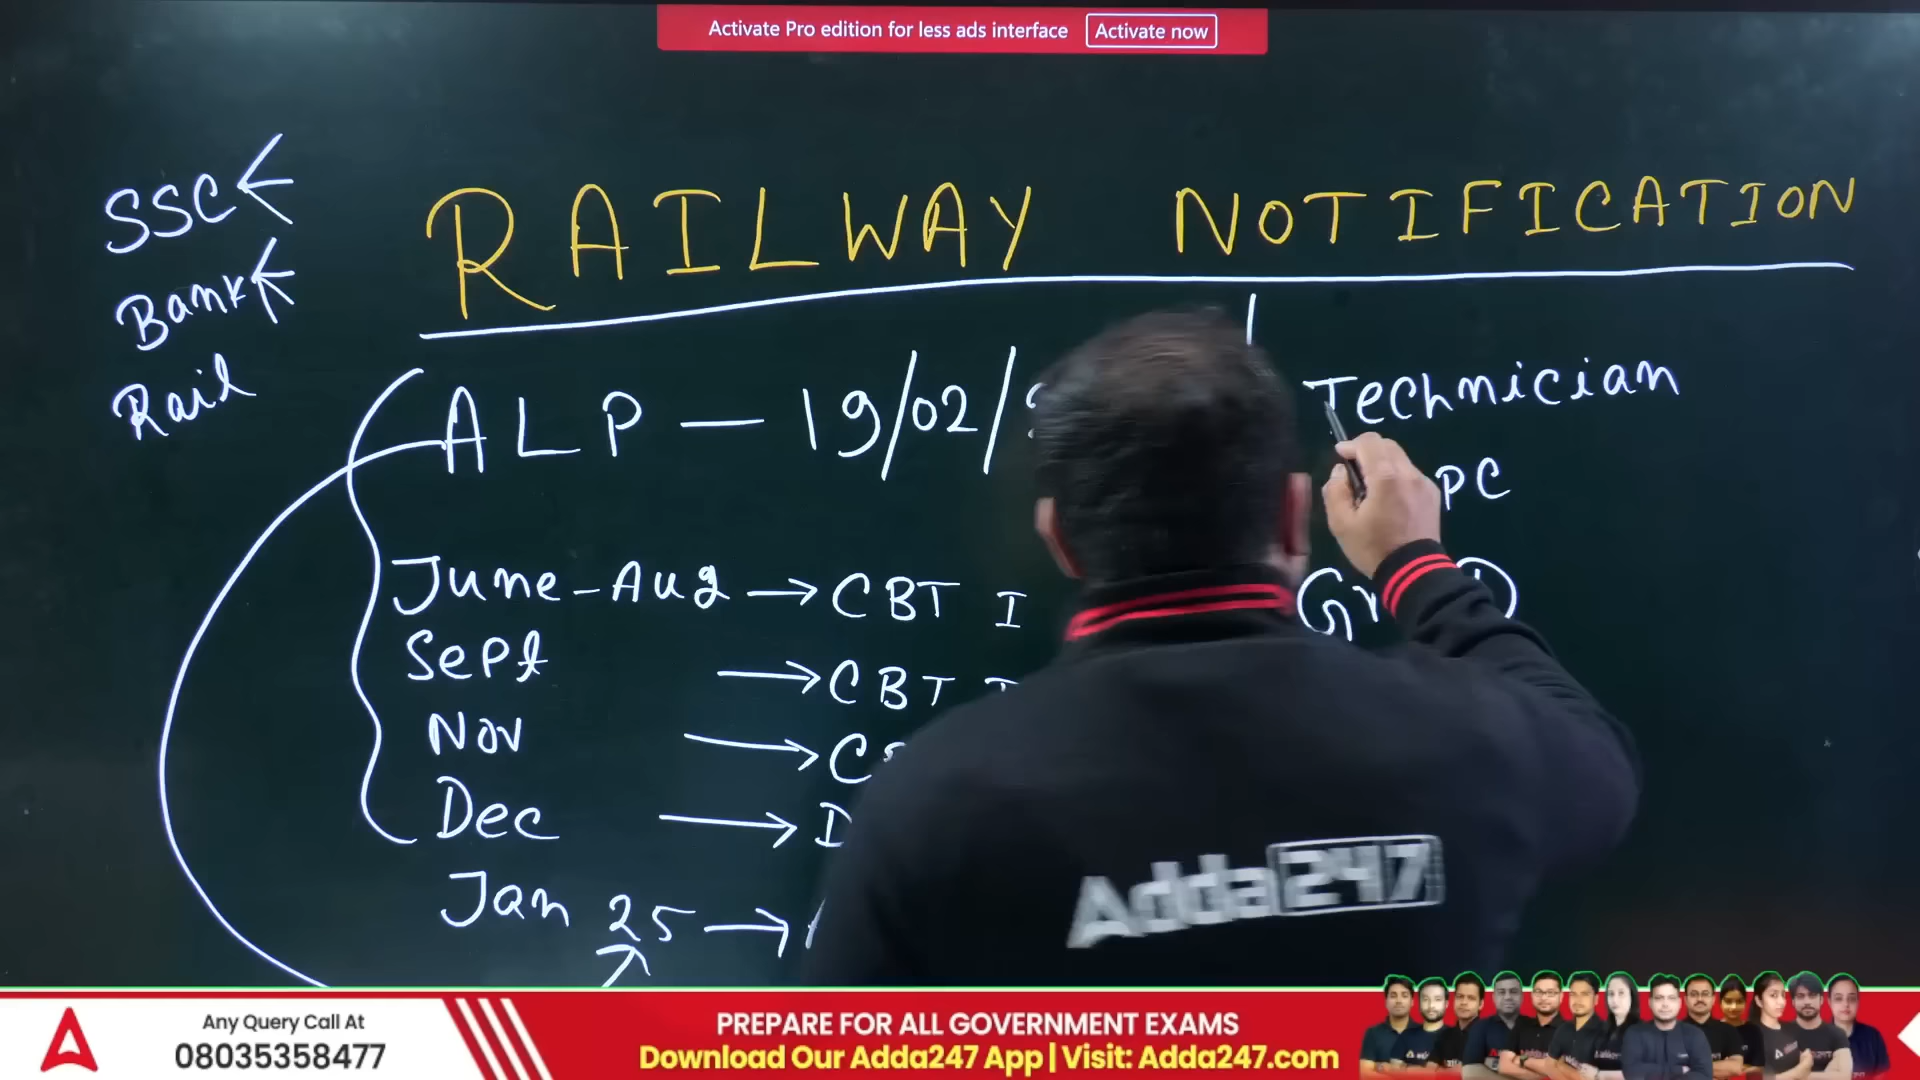 Activate Pro edition for less ads interface Activate now
SSC
Bank
Rail
RAILWAY NOTIFICATION
ALP — 19/02/
June - Aug → CBT I
Sept → CBT
Nov →
Dec →
Jan 25 →
Technician
PC
Adda247
Any Query Call At
08035358477
PREPARE FOR ALL GOVERNMENT EXAMS
Download Our Adda247 App | Visit: Adda247.com